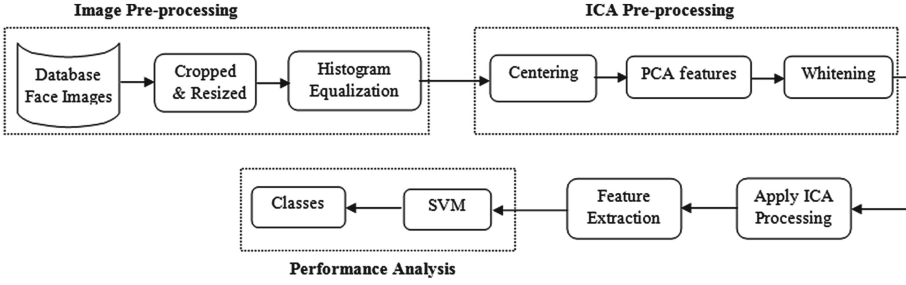 Image Pre-processing
ICA Pre-processing
Database
Face Images
Cropped
& Resized
Histogram
Equalization
Centering
PCA features
Whitening
Classes
SVM
Feature
Extraction
Apply ICA
Processing
Performance Analysis